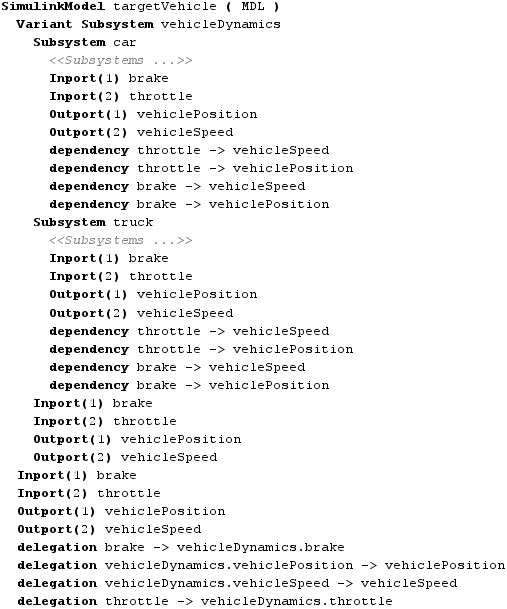 SimulinkModel targetVehicle ( MDL )
Variant Subsystem vehicleDynamics
Subsystem car
<<Subsystems ...>>
Inport(1) brake
Inport(2) throttle
Outport(1) vehiclePosition
Outport(2) vehicleSpeed
dependency throttle -> vehicleSpeed
dependency throttle -> vehiclePosition
dependency brake -> vehicleSpeed
dependency brake -> vehiclePosition
Subsystem truck
<<Subsystems ...>>
Inport(1) brake
Inport(2) throttle
Outport(1) vehiclePosition
Outport(2) vehicleSpeed
dependency throttle -> vehicleSpeed
dependency throttle -> vehiclePosition
dependency brake -> vehicleSpeed
dependency brake -> vehiclePosition
Inport(1) brake
Inport(2) throttle
Outport(1) vehiclePosition
Outport(2) vehicleSpeed
Inport(1) brake
Inport(2) throttle
Outport(1) vehiclePosition
Outport(2) vehicleSpeed
delegation brake -> vehicleDynamics.brake
delegation vehicleDynamics.vehiclePosition -> vehiclePosition
delegation vehicleDynamics.vehicleSpeed -> vehicleSpeed
delegation throttle -> vehicleDynamics.throttle